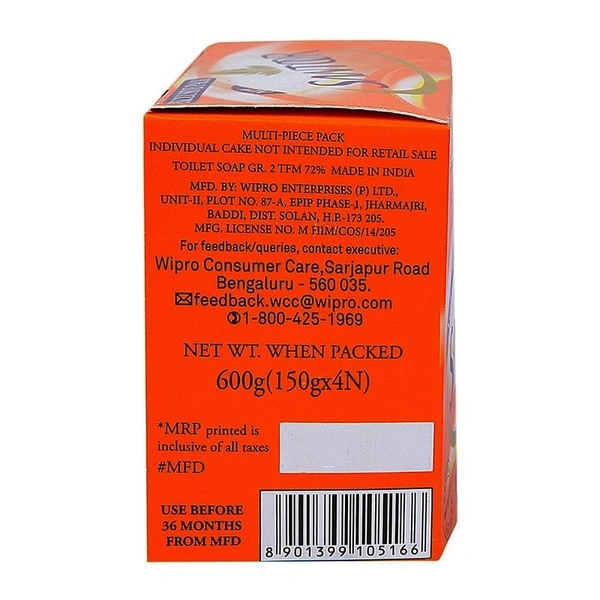 SANTOOR
MULTI-PIECE PACK
INDIVIDUAL CAKE NOT INTENDED FOR RETAIL SALE
TOILET SOAP GR. 2 TFM 72% MADE IN INDIA
MFD. BY: WIPRO ENTERPRISES (P) LTD.,
UNIT-II, PLOT NO. 87-A, EPIP PHASE-I, JHARMAJRI,
BADDI, DIST. SOLAN, H.P.-173 205.
MFG. LICENSE NO. M HIM/COS/14/205
For feedback/queries, contact executive:
Wipro Consumer Care,Sarjapur Road
Bengaluru - 560 035.
feedback.wcc@wipro.com
1-800-425-1969
NET WT. WHEN PACKED
600g(150gx4N)
*MRP printed is
inclusive of all taxes
#MFD
USE BEFORE
36 MONTHS
FROM MFD
8 901399 105166